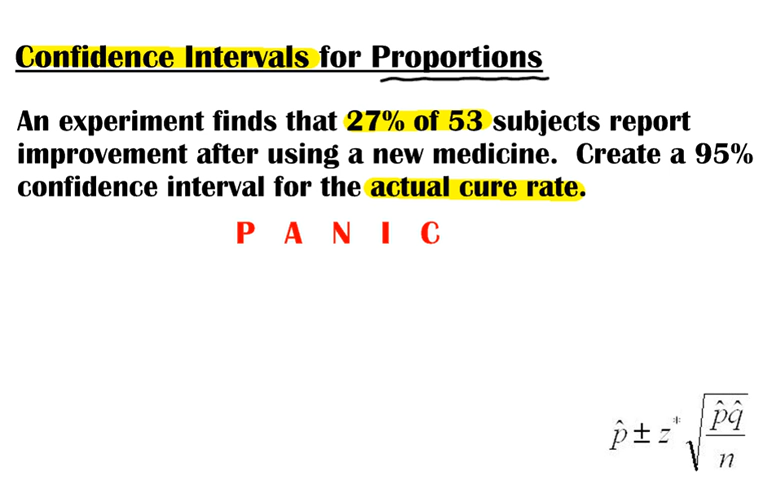 Confidence Intervals for Proportions
An experiment finds that 27% of 53 subjects report
improvement after using a new medicine. Create a 95%
confidence interval for the actual cure rate.
P A N I C
p̂ ± z* √(p̂q̂/n)